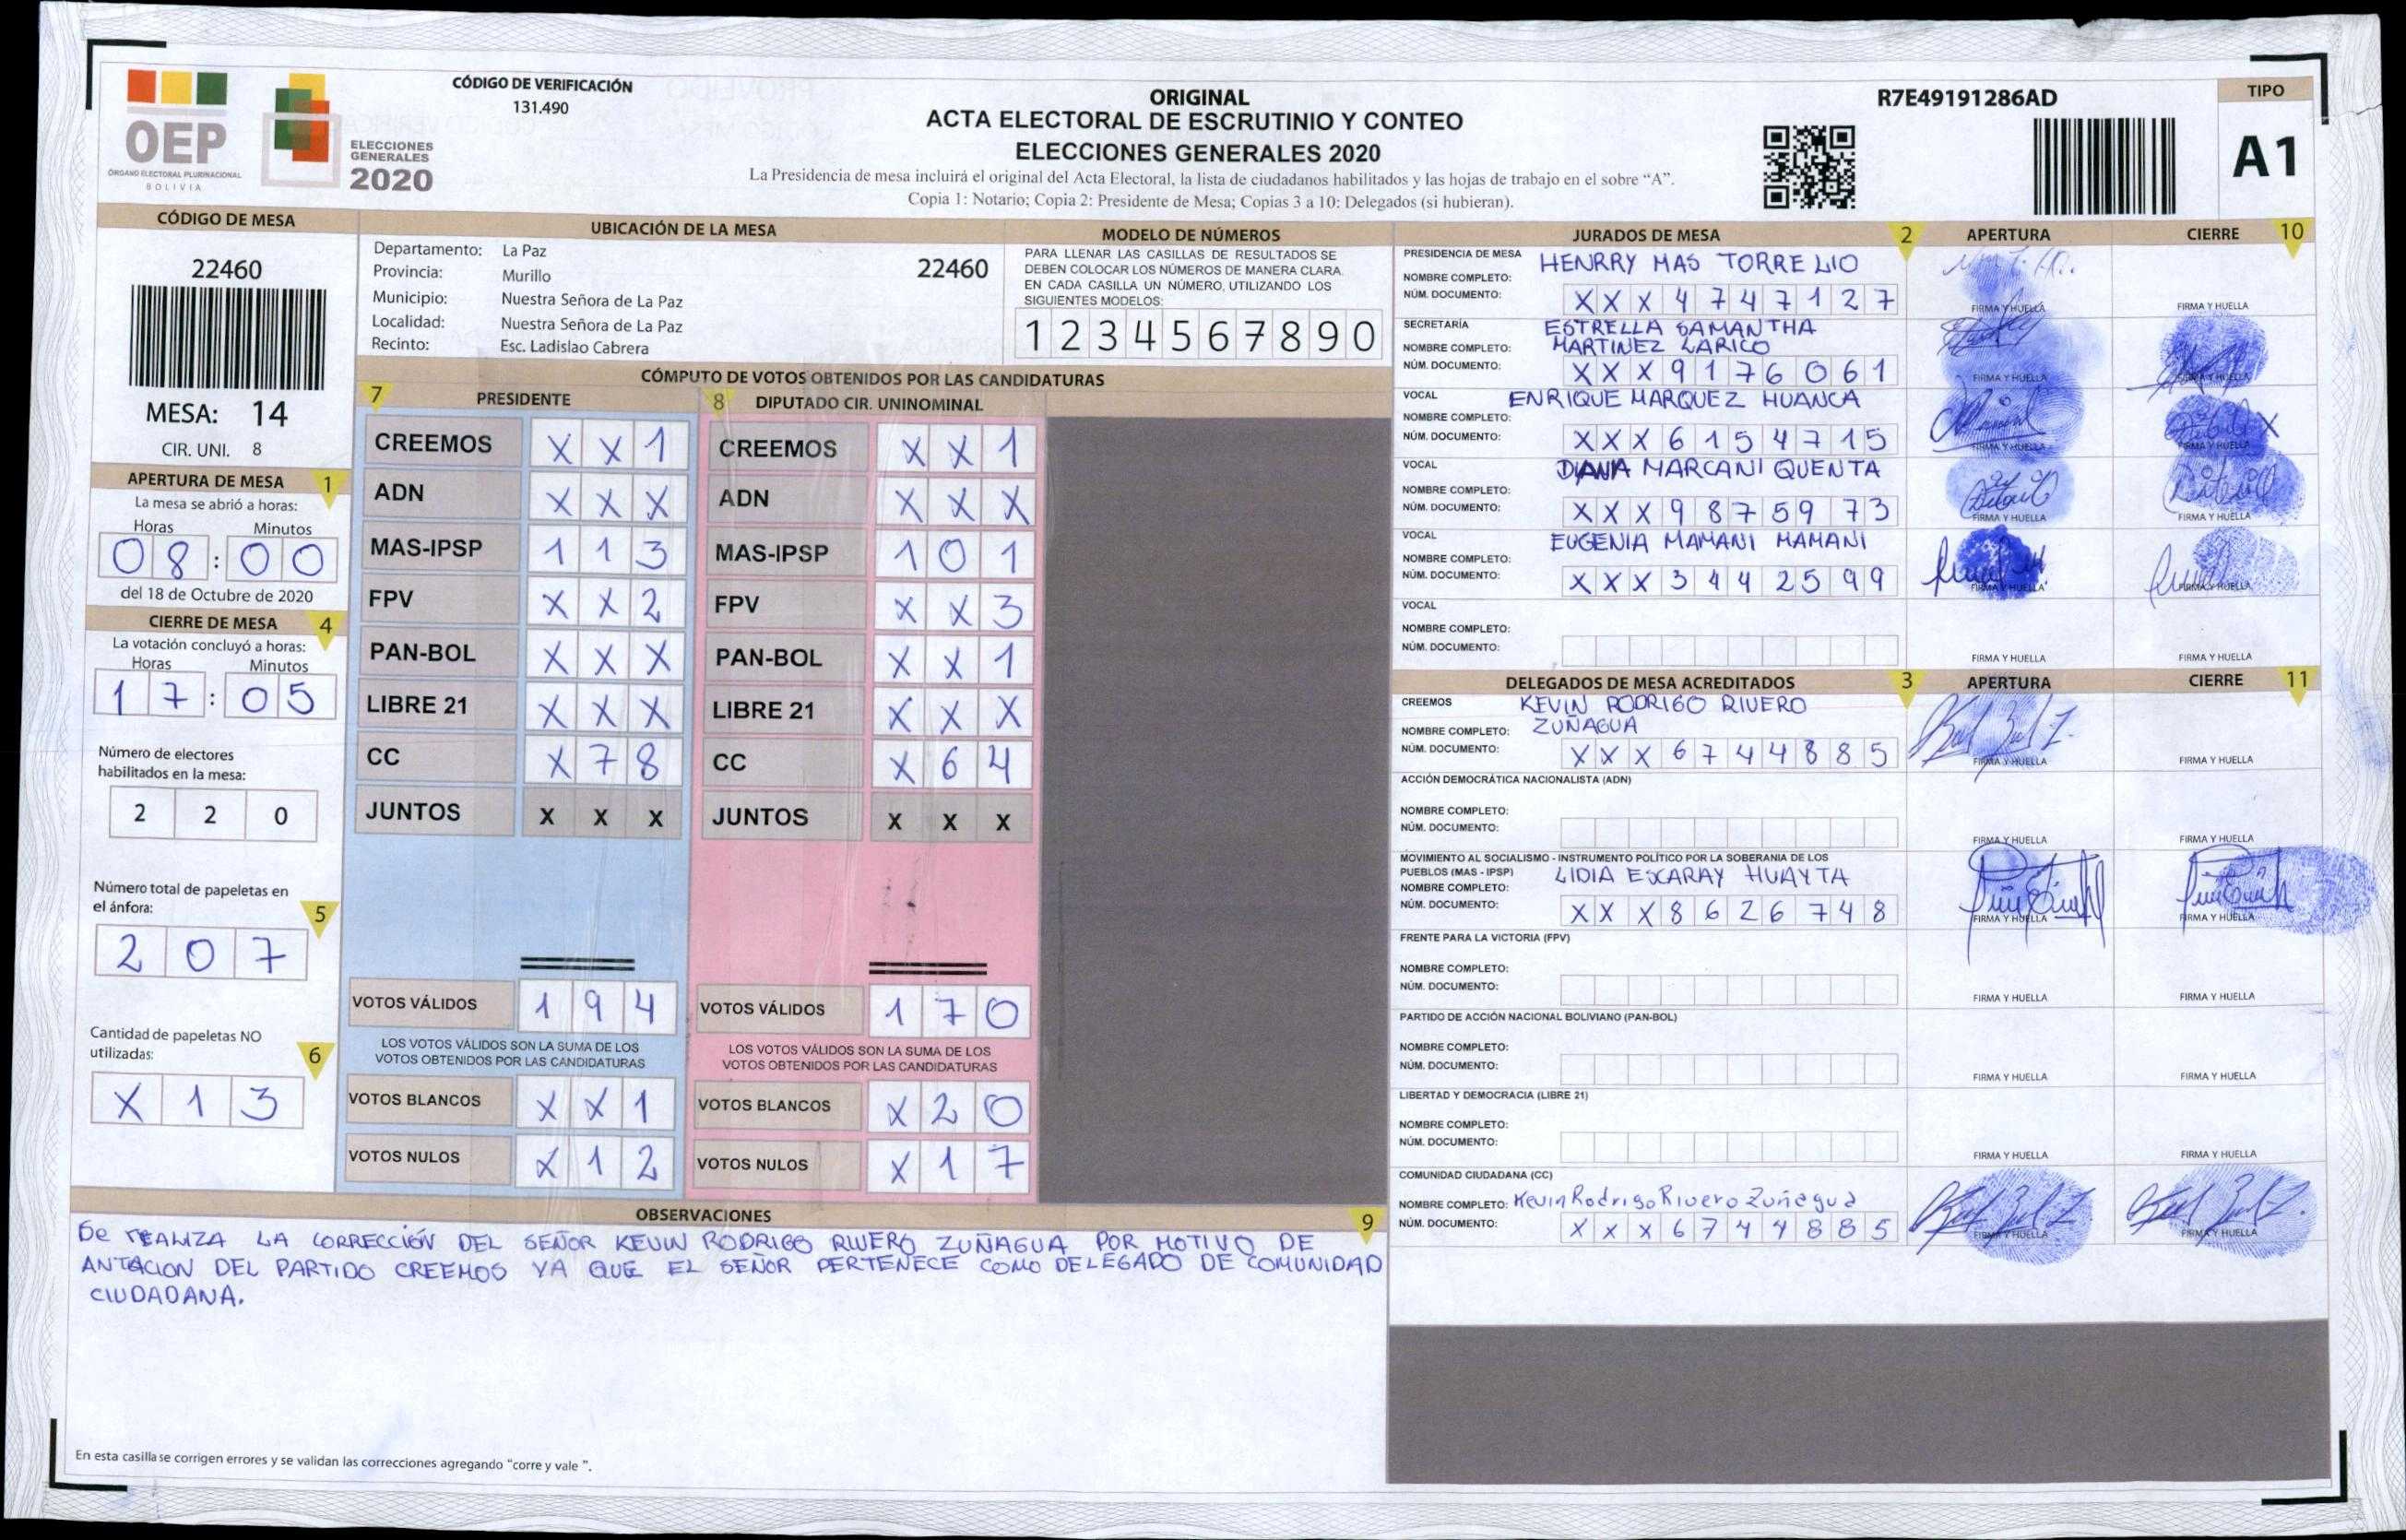 OEP
ÓRGANO ELECTORAL PLURINACIONAL
BOLIVIA
ELECCIONES
GENERALES
2020
CÓDIGO DE VERIFICACIÓN
131.490
ORIGINAL
ACTA ELECTORAL DE ESCRUTINIO Y CONTEO
ELECCIONES GENERALES 2020
La Presidencia de mesa incluirá el original del Acta Electoral, la lista de ciudadanos habilitados y las hojas de trabajo en el sobre “A”.
Copia 1: Notario; Copia 2: Presidente de Mesa; Copias 3 a 10: Delegados (si hubieran).
R7E49191286AD
TIPO
A1
CÓDIGO DE MESA
22460
MESA: 14
CIR. UNI. 8
APERTURA DE MESA 1
La mesa se abrió a horas:
Horas Minutos
08:00
del 18 de Octubre de 2020
CIERRE DE MESA 4
La votación concluyó a horas:
Horas Minutos
17:05
Número de electores
habilitados en la mesa:
2 2 0
Número total de papeletas en
el ánfora: 5
2 0 7
Cantidad de papeletas NO
utilizadas: 6
X 1 3
UBICACIÓN DE LA MESA
Departamento: La Paz
Provincia: Murillo
22460
Municipio: Nuestra Señora de La Paz
Localidad: Nuestra Señora de La Paz
Recinto: Esc. Ladislao Cabrera
MODELO DE NÚMEROS
PARA LLENAR LAS CASILLAS DE RESULTADOS SE
DEBEN COLOCAR LOS NÚMEROS DE MANERA CLARA.
EN CADA CASILLA UN NÚMERO, UTILIZANDO LOS
SIGUIENTES MODELOS:
1 2 3 4 5 6 7 8 9 0
CÓMPUTO DE VOTOS OBTENIDOS POR LAS CANDIDATURAS
7 PRESIDENTE
CREEMOS X X 1
ADN X X X
MAS-IPSP 1 1 3
FPV X X 2
PAN-BOL X X X
LIBRE 21 X X X
CC X 7 8
JUNTOS X X X
VOTOS VÁLIDOS 1 9 4
LOS VOTOS VÁLIDOS SON LA SUMA DE LOS
VOTOS OBTENIDOS POR LAS CANDIDATURAS
VOTOS BLANCOS X X 1
VOTOS NULOS X 1 2
8 DIPUTADO CIR. UNINOMINAL
CREEMOS X X 1
ADN X X X
MAS-IPSP 1 0 1
FPV X X 3
PAN-BOL X X 1
LIBRE 21 X X X
CC X 6 4
JUNTOS X X X
VOTOS VÁLIDOS 1 7 0
LOS VOTOS VÁLIDOS SON LA SUMA DE LOS
VOTOS OBTENIDOS POR LAS CANDIDATURAS
VOTOS BLANCOS X 2 0
VOTOS NULOS X 1 7
OBSERVACIONES 9
SE REALIZA LA CORRECCIÓN DEL SEÑOR KEVIN RODRIGO RIVERO ZUÑAGUA POR MOTIVO DE
ANTACION DEL PARTIDO CREEMOS YA QUE EL SEÑOR PERTENECE COMO DELEGADO DE COMUNIDAD
CIUDADANA.
En esta casilla se corrigen errores y se validan las correcciones agregando “corre y vale ”.
JURADOS DE MESA 2 APERTURA CIERRE 10
PRESIDENCIA DE MESA HENRRY MAS TORRELIO
NOMBRE COMPLETO:
NÚM. DOCUMENTO: X X X 4 7 4 7 1 2 7
FIRMA Y HUELLA FIRMA Y HUELLA
SECRETARÍA ESTRELLA SAMANTHA
NOMBRE COMPLETO: MARTINEZ LARICO
NÚM. DOCUMENTO: X X X 9 1 7 6 0 6 1
FIRMA Y HUELLA FIRMA Y HUELLA
VOCAL ENRIQUE MARQUEZ HUANCA
NOMBRE COMPLETO:
NÚM. DOCUMENTO: X X X 6 1 5 4 7 1 5
FIRMA Y HUELLA FIRMA Y HUELLA
VOCAL DIANA MARCANI QUENTA
NOMBRE COMPLETO:
NÚM. DOCUMENTO: X X X 9 8 7 5 9 7 3
FIRMA Y HUELLA FIRMA Y HUELLA
VOCAL EUGENIA MAMANI MAMANI
NOMBRE COMPLETO:
NÚM. DOCUMENTO: X X X 3 4 4 2 5 9 9
FIRMA Y HUELLA FIRMA Y HUELLA
VOCAL
NOMBRE COMPLETO:
NÚM. DOCUMENTO:
FIRMA Y HUELLA FIRMA Y HUELLA
DELEGADOS DE MESA ACREDITADOS 3 APERTURA CIERRE 11
CREEMOS KEVIN RODRIGO RIVERO
NOMBRE COMPLETO: ZUÑAGUA
NÚM. DOCUMENTO: X X X 6 7 4 4 8 8 5
FIRMA Y HUELLA FIRMA Y HUELLA
ACCIÓN DEMOCRÁTICA NACIONALISTA (ADN)
NOMBRE COMPLETO:
NÚM. DOCUMENTO:
FIRMA Y HUELLA FIRMA Y HUELLA
MOVIMIENTO AL SOCIALISMO - INSTRUMENTO POLÍTICO POR LA SOBERANIA DE LOS
PUEBLOS (MAS - IPSP) LIDIA ESCARAY HUAYTA
NOMBRE COMPLETO:
NÚM. DOCUMENTO: X X X 8 6 2 6 7 4 8
FIRMA Y HUELLA FIRMA Y HUELLA
FRENTE PARA LA VICTORIA (FPV)
NOMBRE COMPLETO:
NÚM. DOCUMENTO:
FIRMA Y HUELLA FIRMA Y HUELLA
PARTIDO DE ACCIÓN NACIONAL BOLIVIANO (PAN-BOL)
NOMBRE COMPLETO:
NÚM. DOCUMENTO:
FIRMA Y HUELLA FIRMA Y HUELLA
LIBERTAD Y DEMOCRACIA (LIBRE 21)
NOMBRE COMPLETO:
NÚM. DOCUMENTO:
FIRMA Y HUELLA FIRMA Y HUELLA
COMUNIDAD CIUDADANA (CC)
NOMBRE COMPLETO: Kevin Rodrigo Rivero Zuñagua
NÚM. DOCUMENTO: X X X 6 7 4 4 8 8 5
FIRMA Y HUELLA FIRMA Y HUELLA